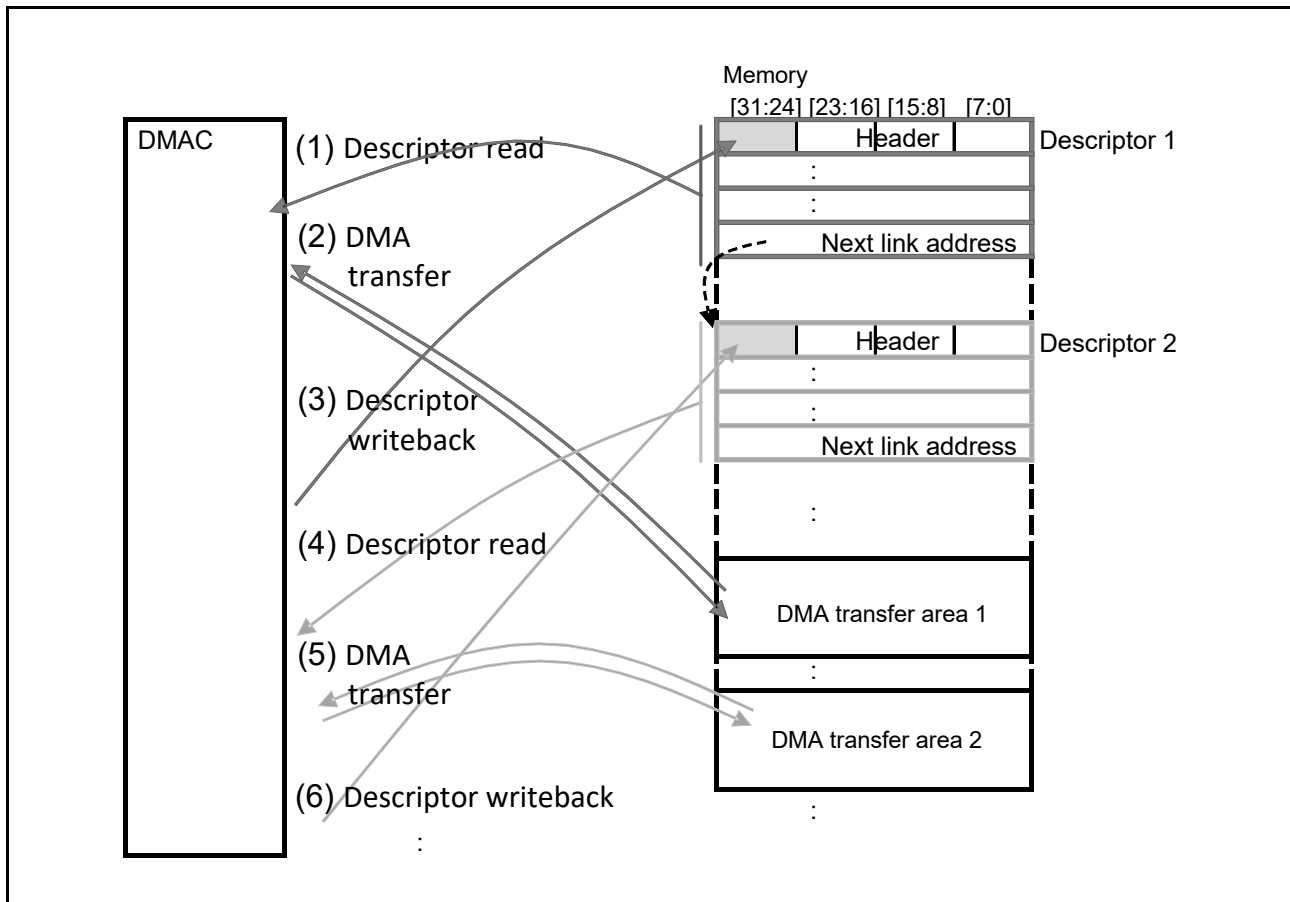 Memory
[31:24] [23:16] [15:8] [7:0]
DMAC
(1) Descriptor read
Header
Descriptor 1
:
:
(2) DMA
transfer
Next link address
Header
Descriptor 2
:
(3) Descriptor
writeback
:
Next link address
:
(4) Descriptor read
DMA transfer area 1
(5) DMA
transfer
:
DMA transfer area 2
(6) Descriptor writeback
:
: